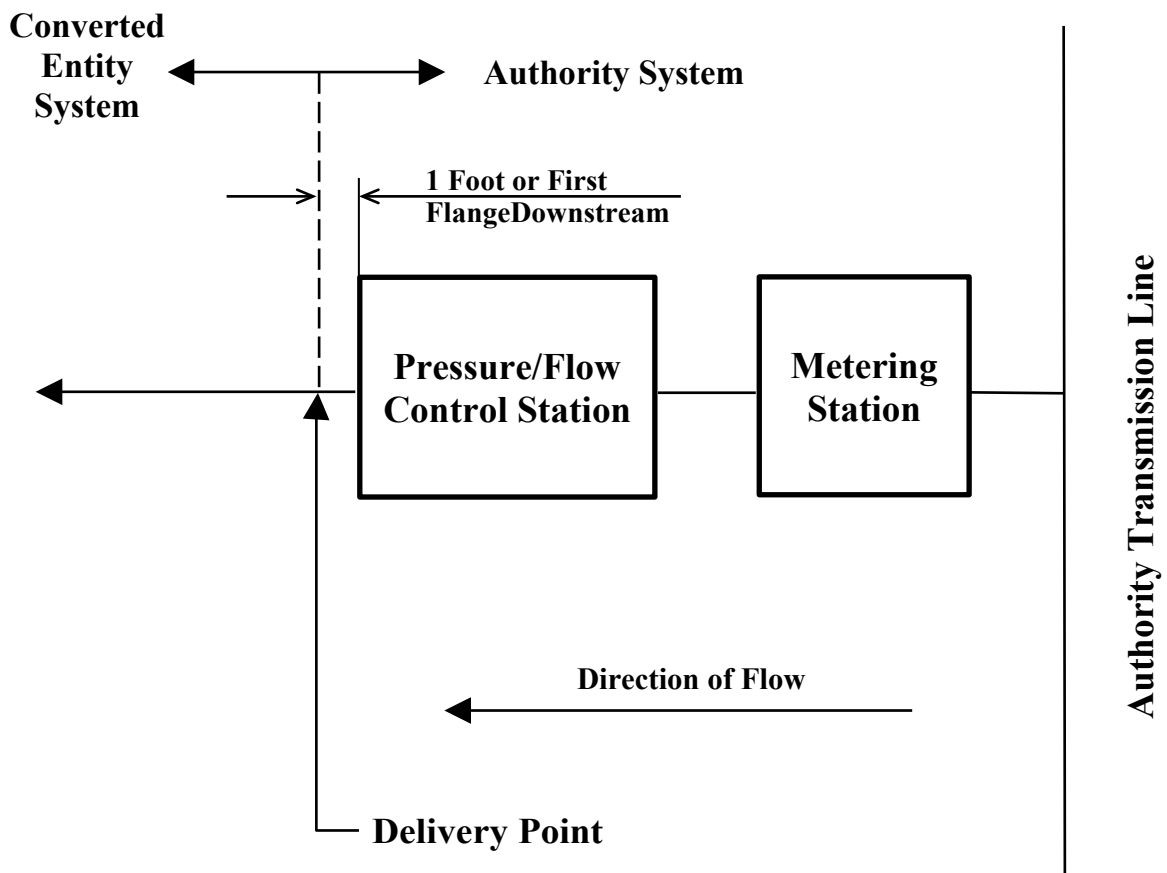 Converted
Entity
System
Authority System
1 Foot or First
FlangeDownstream
Pressure/Flow
Control Station
Metering
Station
Authority Transmission Line
Direction of Flow
Delivery Point